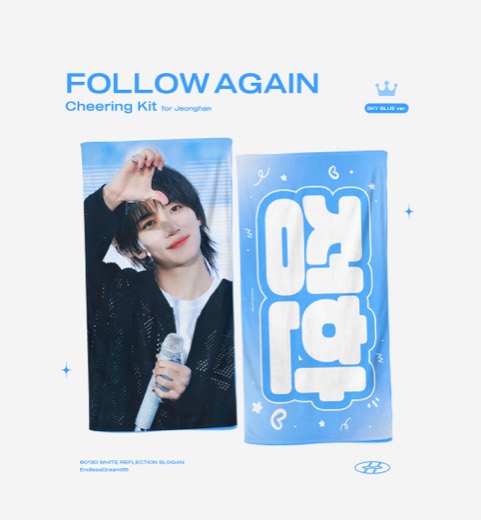 FOLLOW AGAIN
Cheering Kit for Jeonghan
SKY BLUE ver.
정한
60*30 WHITE REFLECTION SLOGAN
EndlessDream95